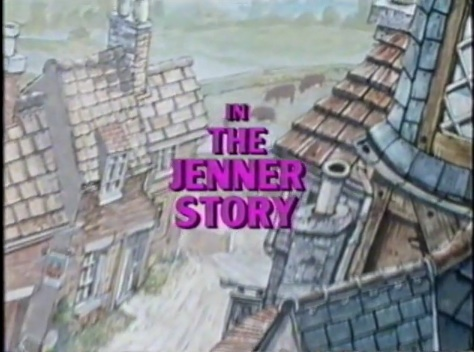 IN
THE
JENNER
STORY